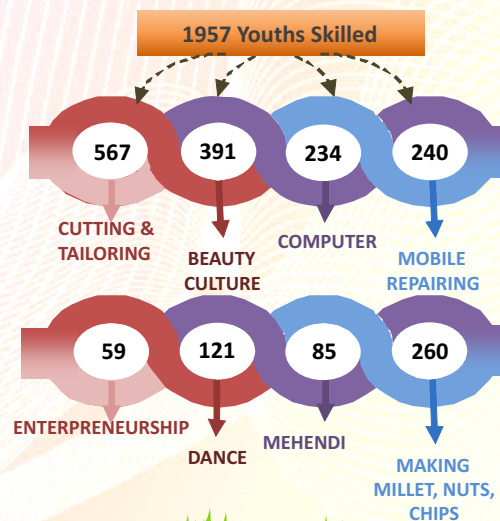 1957 Youths Skilled
567
391
234
240
CUTTING &
TAILORING
BEAUTY
CULTURE
COMPUTER
MOBILE
REPAIRING
59
121
85
260
ENTERPRENEURSHIP
DANCE
MEHENDI
MAKING
MILLET, NUTS,
CHIPS